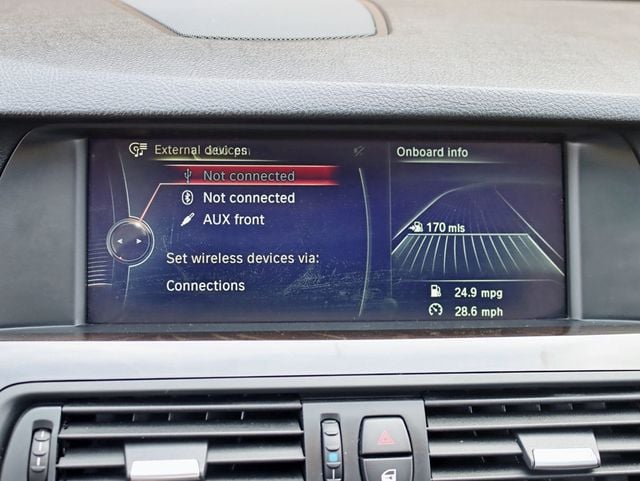 External devices
Not connected
Not connected
AUX front
Set wireless devices via:
Connections
Onboard info
170 mls
24.9 mpg
28.6 mph